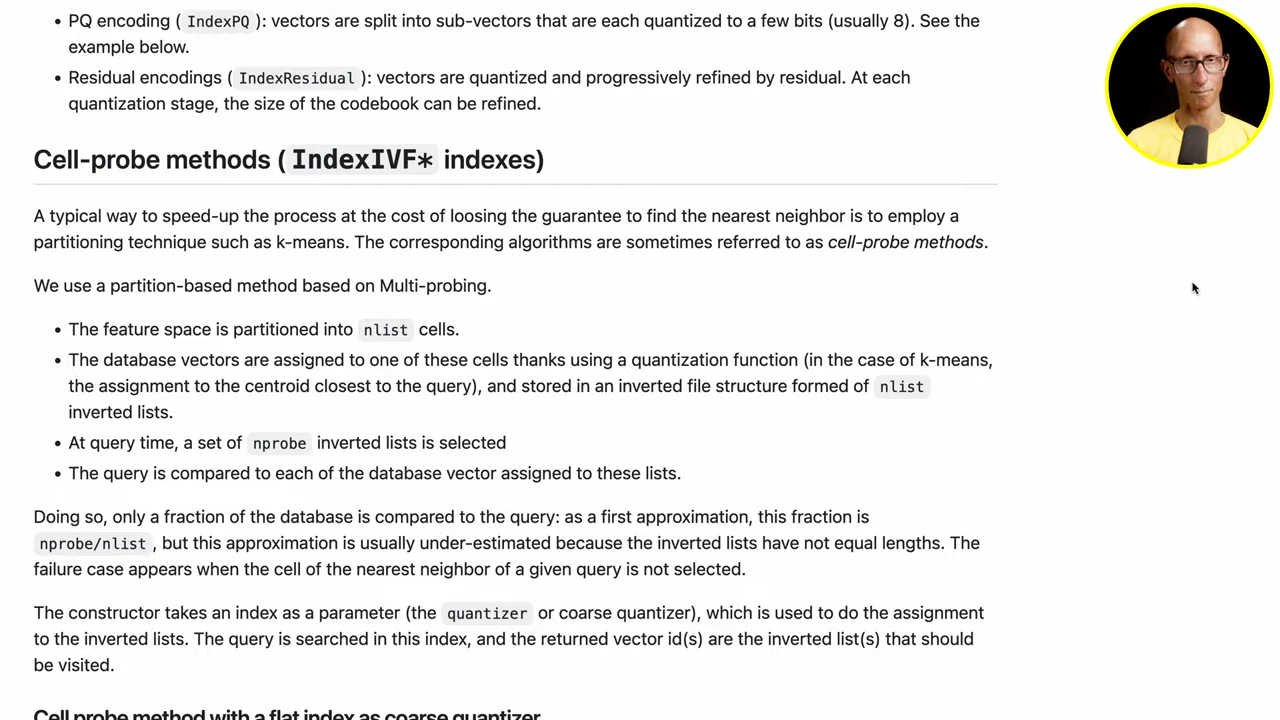 • PQ encoding ( IndexPQ ): vectors are split into sub-vectors that are each quantized to a few bits (usually 8). See the
example below.
• Residual encodings ( IndexResidual ): vectors are quantized and progressively refined by residual. At each
quantization stage, the size of the codebook can be refined.
Cell-probe methods ( IndexIVF* indexes)
A typical way to speed-up the process at the cost of loosing the guarantee to find the nearest neighbor is to employ a
partitioning technique such as k-means. The corresponding algorithms are sometimes referred to as cell-probe methods.
We use a partition-based method based on Multi-probing.
• The feature space is partitioned into nlist cells.
• The database vectors are assigned to one of these cells thanks using a quantization function (in the case of k-means,
the assignment to the centroid closest to the query), and stored in an inverted file structure formed of nlist
inverted lists.
• At query time, a set of nprobe inverted lists is selected
• The query is compared to each of the database vector assigned to these lists.
Doing so, only a fraction of the database is compared to the query: as a first approximation, this fraction is
nprobe/nlist , but this approximation is usually under-estimated because the inverted lists have not equal lengths. The
failure case appears when the cell of the nearest neighbor of a given query is not selected.
The constructor takes an index as a parameter (the quantizer or coarse quantizer), which is used to do the assignment
to the inverted lists. The query is searched in this index, and the returned vector id(s) are the inverted list(s) that should
be visited.
Cell probe method with a flat index as coarse quantizer